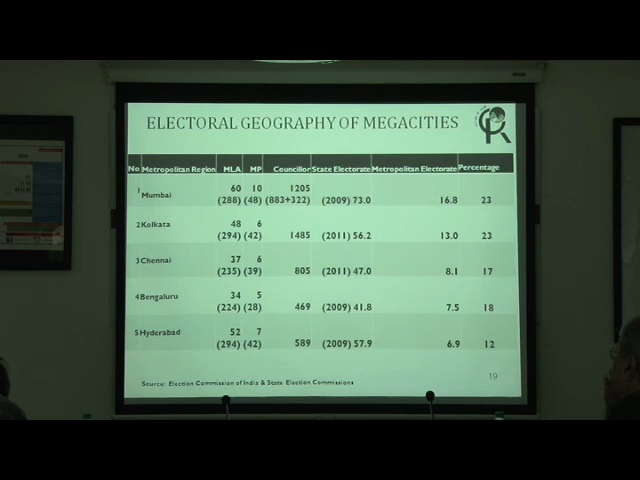 ELECTORAL GEOGRAPHY OF MEGACITIES
No Metropolitan Region MLA MP Councillor State Electorate Metropolitan Electorate Percentage
1 Mumbai 60 (288) 10 (48) 1205 (883+322) (2009) 73.0 16.8 23
2 Kolkata 48 (294) 6 (42) 1485 (2011) 56.2 13.0 23
3 Chennai 37 (235) 6 (39) 805 (2011) 47.0 8.1 17
4 Bengaluru 34 (224) 5 (28) 469 (2009) 41.8 7.5 18
5 Hyderabad 52 (294) 7 (42) 589 (2009) 57.9 6.9 12
19
Source: Election Commission of India & State Election Commissions